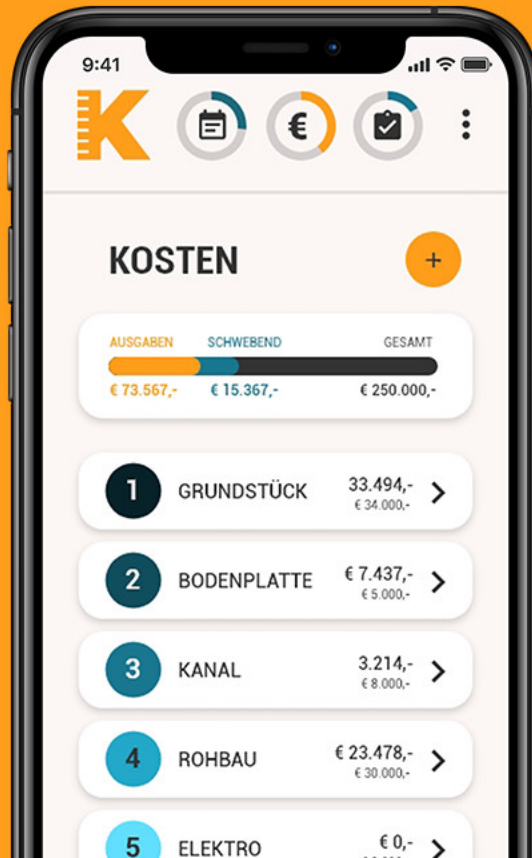 9:41
K
€
KOSTEN
+
AUSGABEN SCHWEBEND GESAMT
€ 73.567,- € 15.367,- € 250.000,-
1 GRUNDSTÜCK 33.494,-
€ 34.000,-
2 BODENPLATTE € 7.437,-
€ 5.000,-
3 KANAL 3.214,-
€ 8.000,-
4 ROHBAU € 23.478,-
€ 30.000,-
5 ELEKTRO € 0,-